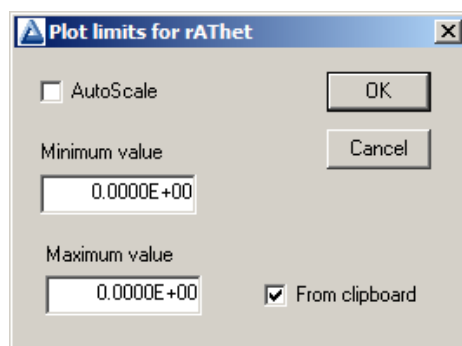 Plot limits for rAThet
AutoScale
OK
Minimum value
Cancel
0.0000E+00
Maximum value
0.0000E+00
From clipboard